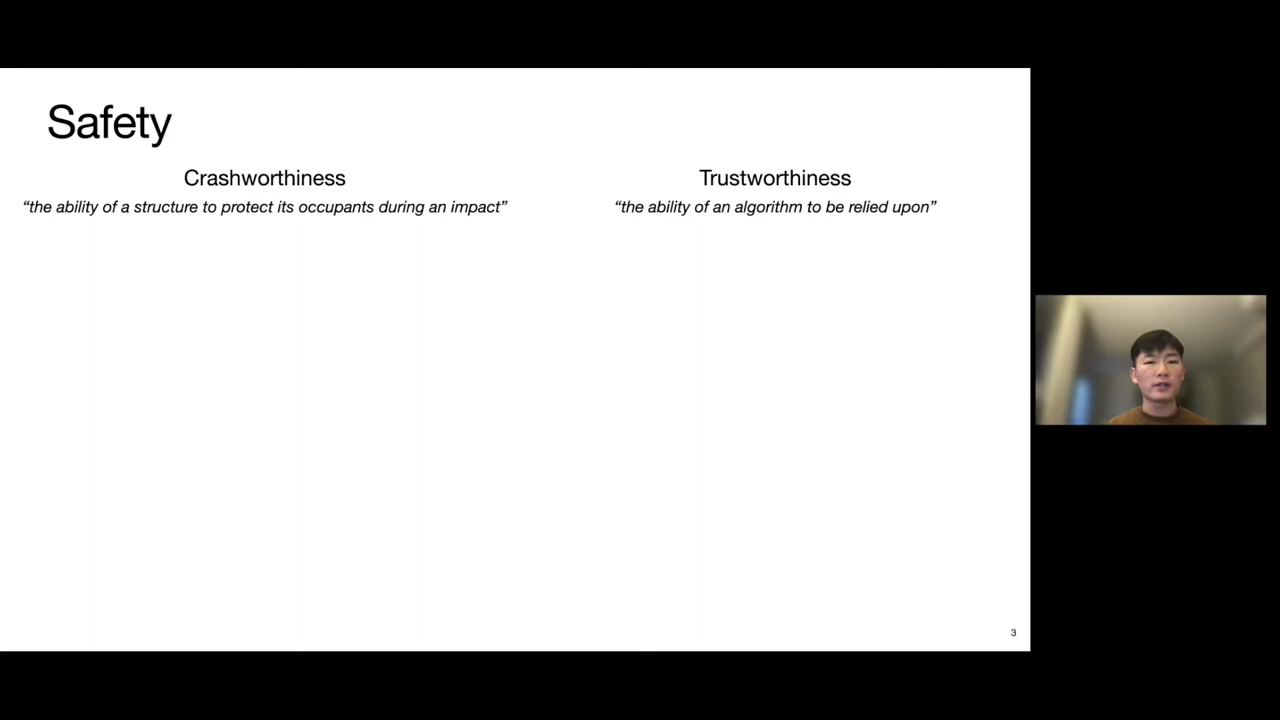 Safety
Crashworthiness
“the ability of a structure to protect its occupants during an impact”
Trustworthiness
“the ability of an algorithm to be relied upon”
3